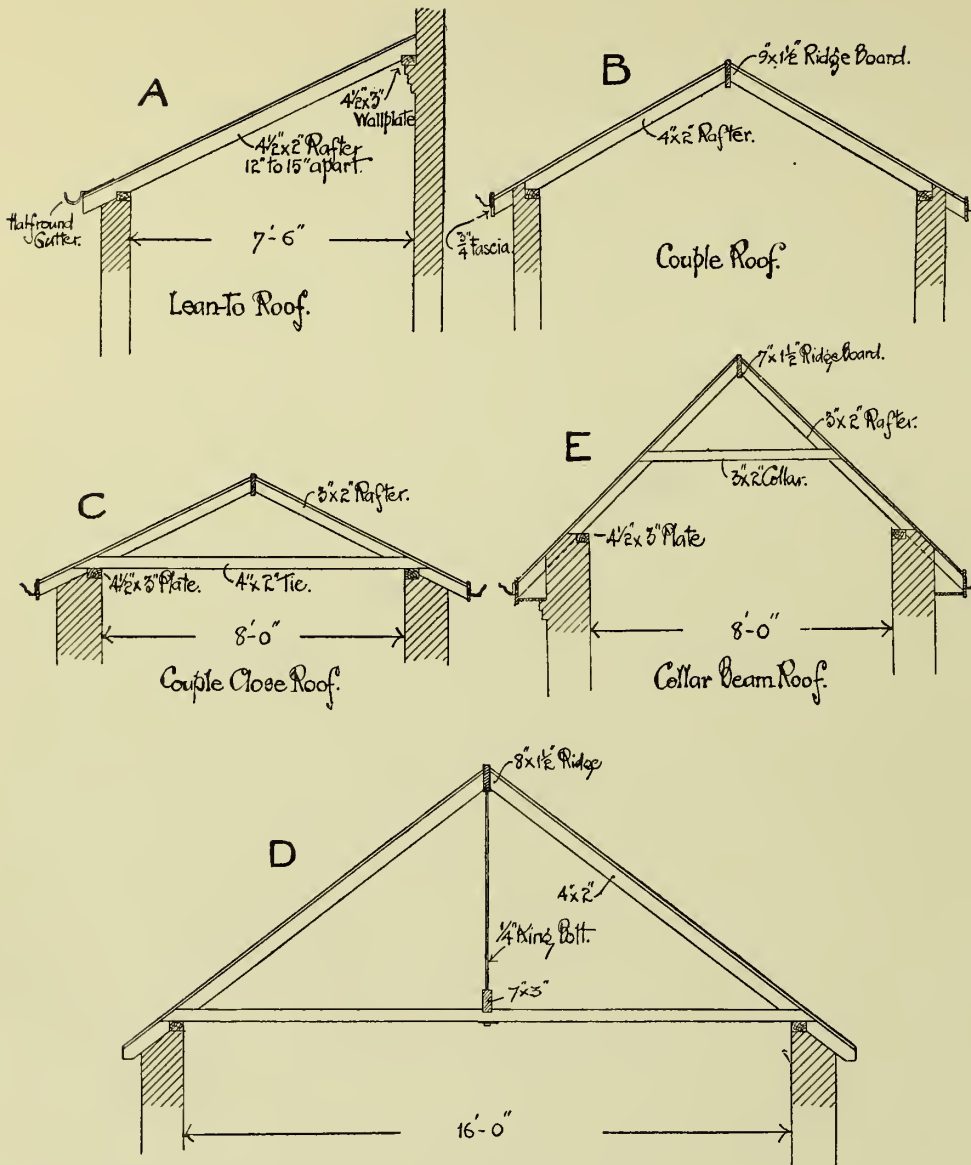 A
4½"x3"
Wallplate
4½"x2" Rafter
12" to 15" apart.
Halfround
Gutter.
7'-6"
Lean-To Roof.
B
9"x1½" Ridge Board.
4"x2" Rafter.
¾" fascia.
Couple Roof.
C
3"x2" Rafter.
4½"x3" Plate.
4"x2" Tie.
8'-0"
Couple Close Roof.
E
7"x1½" Ridge Board.
3"x2" Rafter.
3"x2" Collar.
4½"x3" Plate
8'-0"
Collar Beam Roof.
D
8"x1½" Ridge
4"x2"
¼" King Bolt.
7"x3"
16'-0"